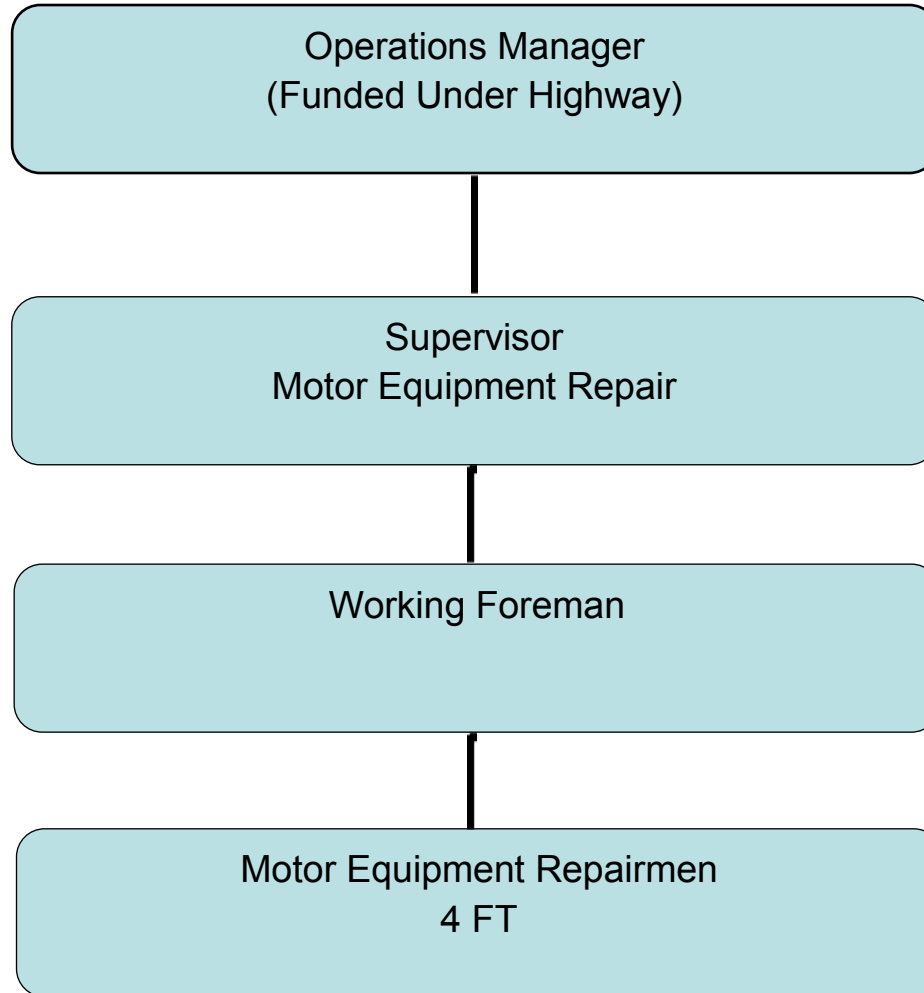 Operations Manager
(Funded Under Highway)
Supervisor
Motor Equipment Repair
Working Foreman
Motor Equipment Repairmen
4 FT